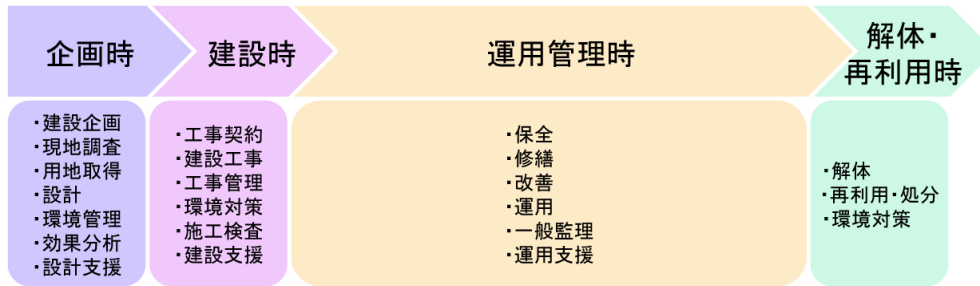 企画時
建設時
運用管理時
解体・
再利用時
・建設企画
・現地調査
・用地取得
・設計
・環境管理
・効果分析
・設計支援
・工事契約
・建設工事
・工事管理
・環境対策
・施工検査
・建設支援
・保全
・修繕
・改善
・運用
・一般監理
・運用支援
・解体
・再利用・処分
・環境対策